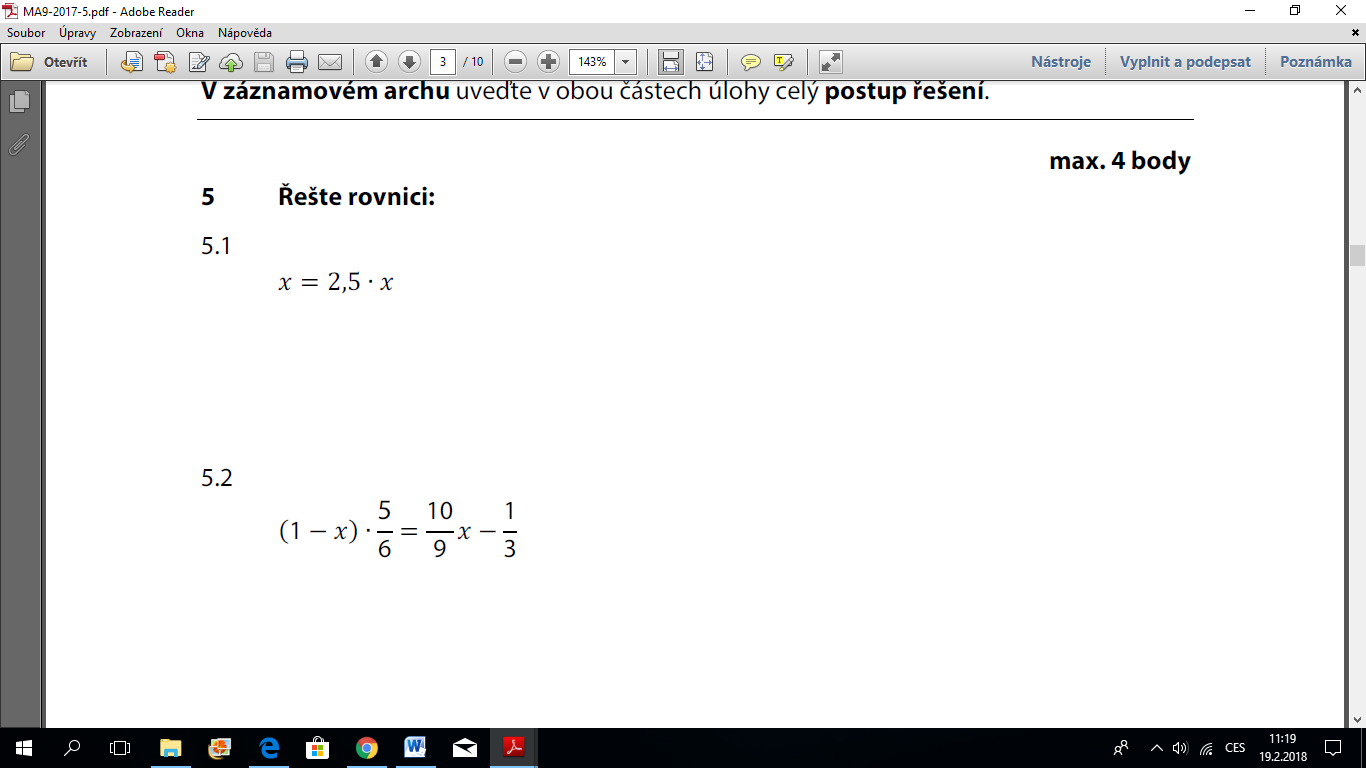 MA9-2017-5.pdf - Adobe Reader
Soubor Úpravy Zobrazení Okna Nápověda
Otevřít 3 / 10 143% Nástroje Vyplnit a podepsat Poznámka
V záznamovém archu uveďte v obou částech úlohy celý postup řešení.
max. 4 body
5 Řešte rovnici:
5.1
x = 2,5 · x
5.2
(1 − x) · 5/6 = 10/9 x − 1/3
CES
11:19
19.2.2018